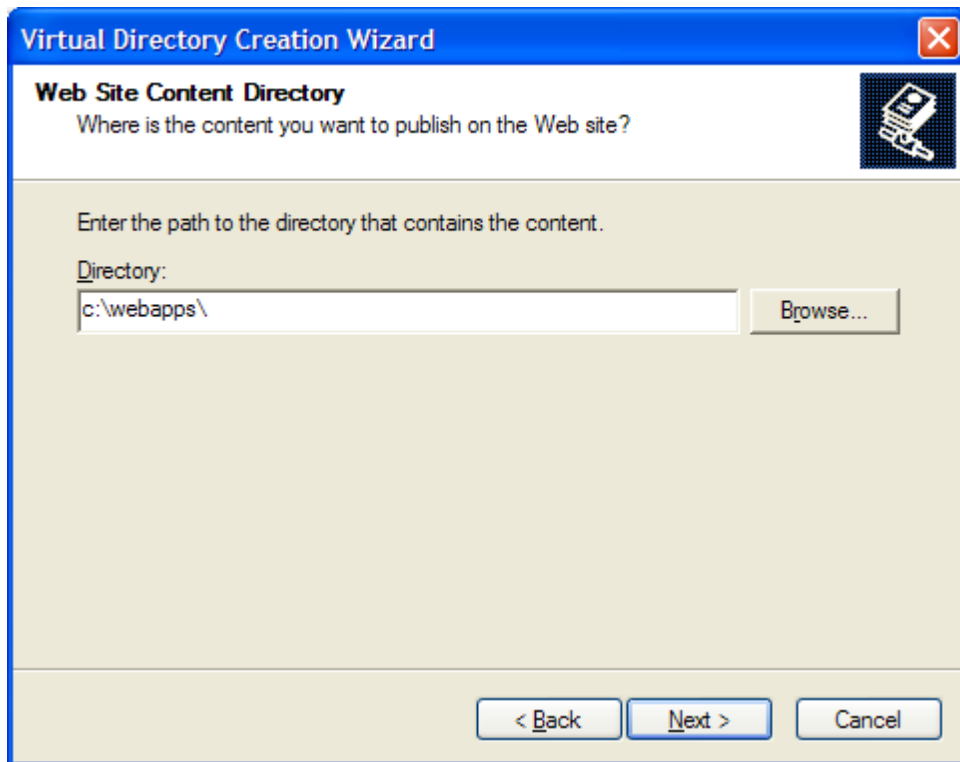 Virtual Directory Creation Wizard
Web Site Content Directory
Where is the content you want to publish on the Web site?
Enter the path to the directory that contains the content.
Directory:
c:\webapps\
Browse...
< Back
Next >
Cancel